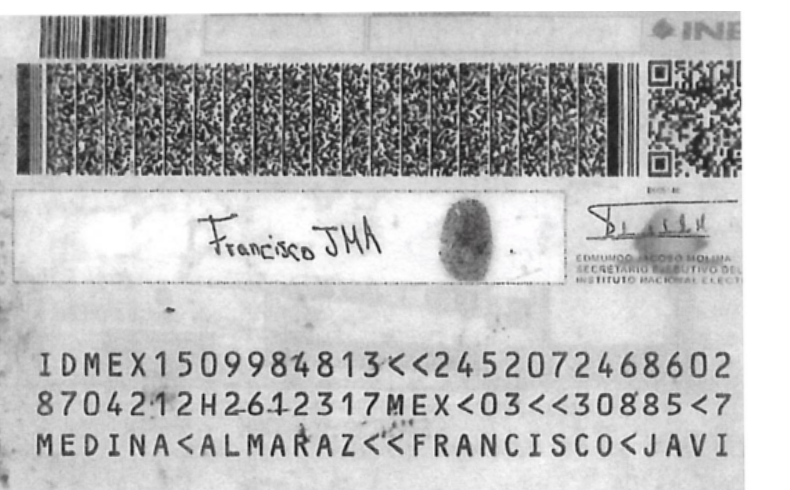 INE
Francisco JMA
EDMUNDO JACOBO MOLINA
SECRETARIO EJECUTIVO DEL
INSTITUTO NACIONAL ELECT
IDMEX1509984813<<2452072468602
8704212H2612317MEX<03<<30885<7
MEDINA<ALMARAZ<<FRANCISCO<JAVI